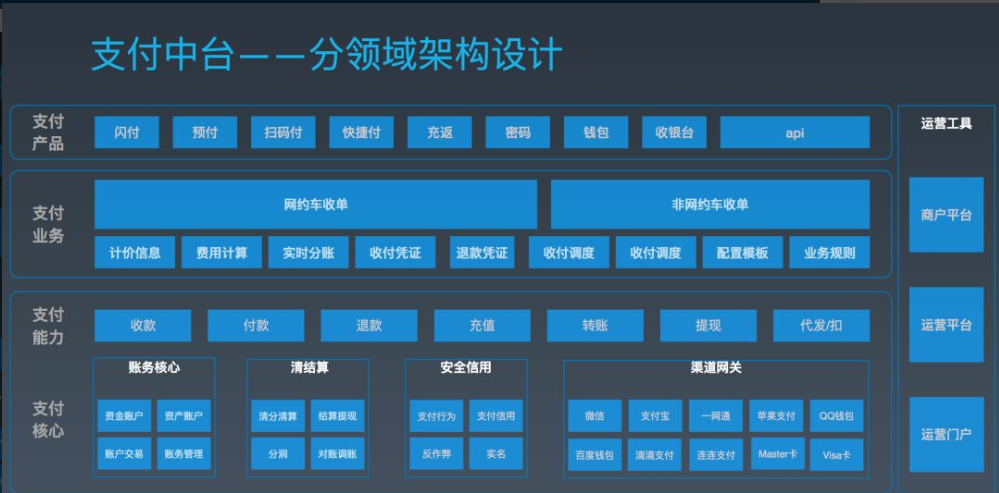 支付中台——分领域架构设计
支付
产品
闪付 预付 扫码付 快捷付 充返 密码 钱包 收银台 api
运营工具
支付
业务
网约车收单 非网约车收单
计价信息 费用计算 实时分账 收付凭证 退款凭证 收付调度 收付调度 配置模板 业务规则
商户平台
支付
能力
收款 付款 退款 充值 转账 提现 代发/扣
运营平台
支付
核心
账务核心 清结算 安全信用 渠道网关
资金账户 资产账户 清分清算 结算提现 支付行为 支付信用 微信 支付宝 一网通 苹果支付 QQ钱包
账户交易 账务管理 分润 对账调账 反作弊 实名 百度钱包 滴滴支付 连连支付 Master卡 Visa卡
运营门户